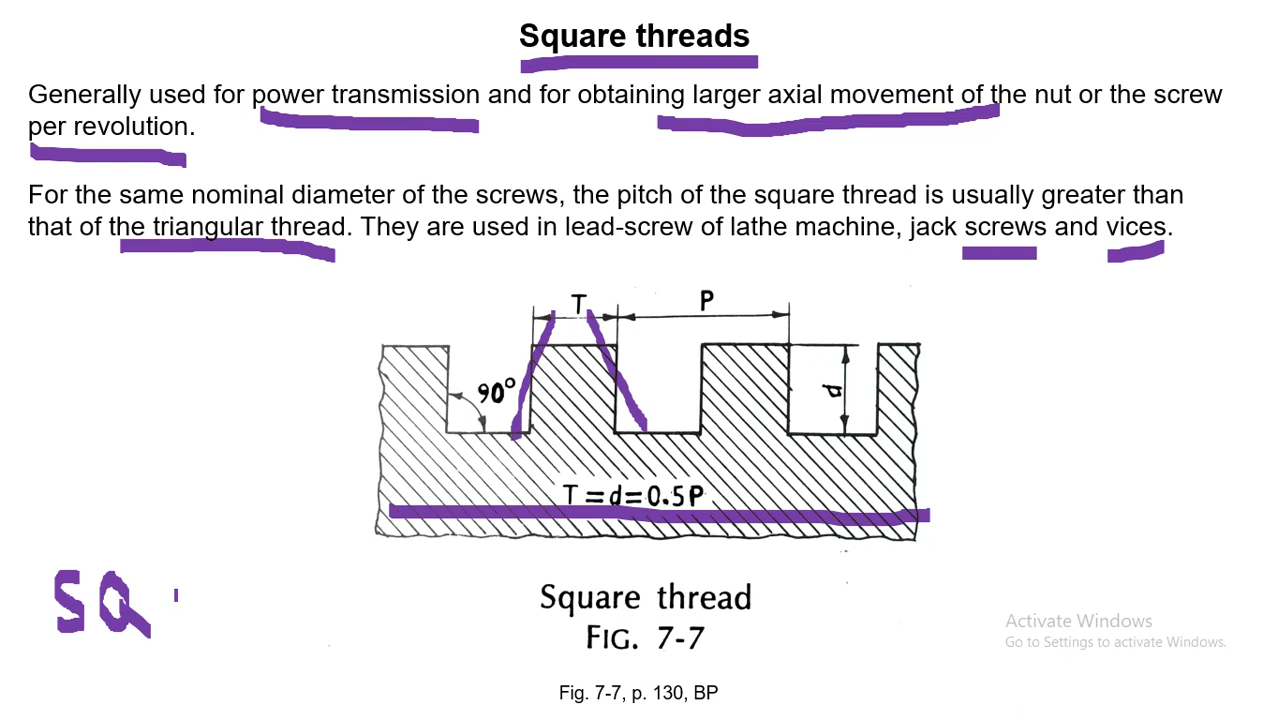 Square threads
Generally used for power transmission and for obtaining larger axial movement of the nut or the screw
per revolution.
For the same nominal diameter of the screws, the pitch of the square thread is usually greater than
that of the triangular thread. They are used in lead-screw of lathe machine, jack screws and vices.
T
P
90°
d
T=d=0.5P
SQ
Square thread
FIG. 7-7
Activate Windows
Go to Settings to activate Windows.
Fig. 7-7, p. 130, BP